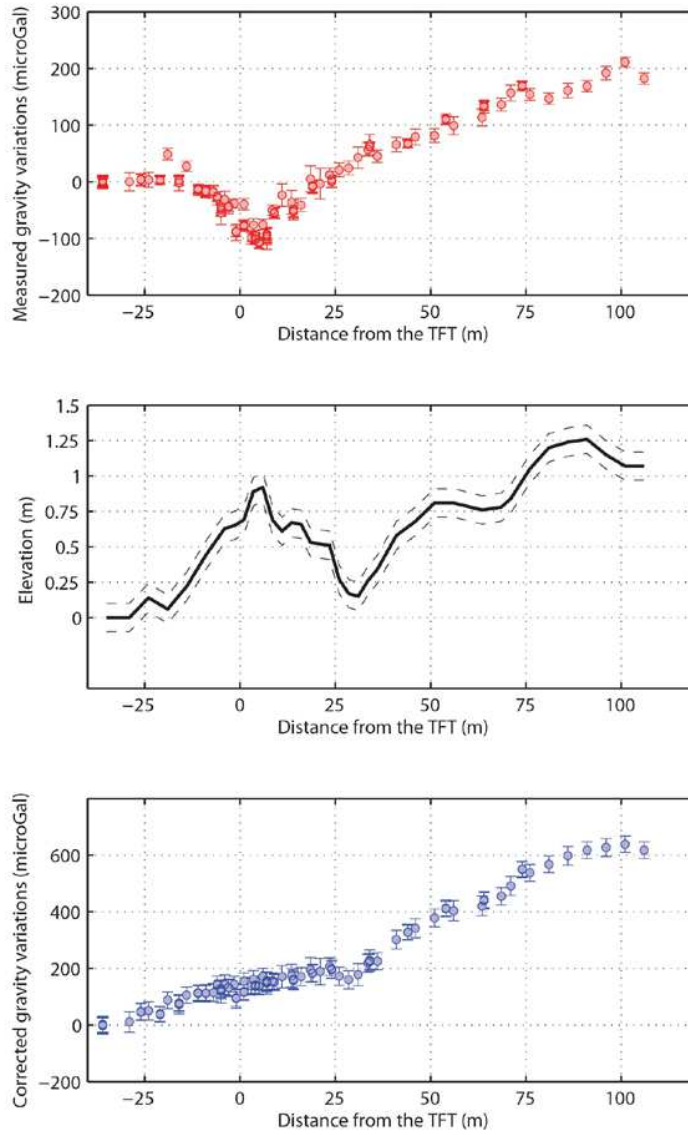 Measured gravity variations (microGal)
300
200
100
0
−100
−200
−25 0 25 50 75 100
Distance from the TFT (m)
Elevation (m)
1.5
1.25
1
0.75
0.5
0.25
0
−25 0 25 50 75 100
Distance from the TFT (m)
Corrected gravity variations (microGal)
600
400
200
0
−200
−25 0 25 50 75 100
Distance from the TFT (m)